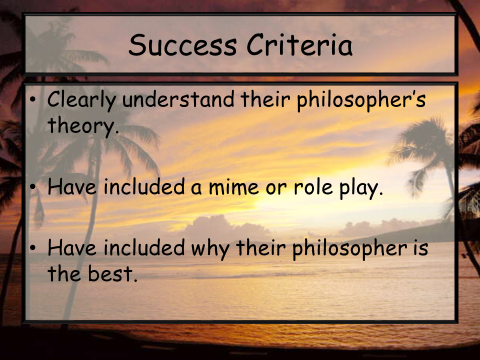 Success Criteria
• Clearly understand their philosopher's
theory.
• Have included a mime or role play.
• Have included why their philosopher is
the best.